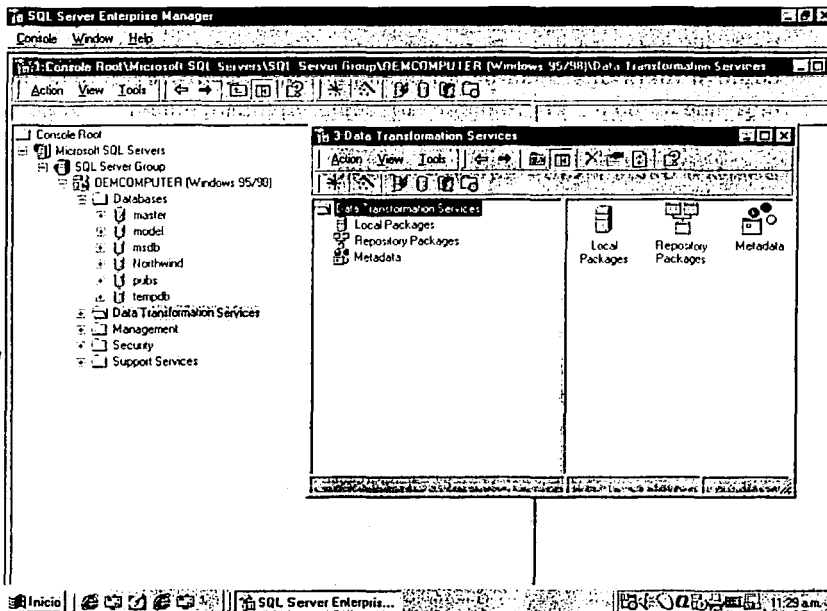 SQL Server Enterprise Manager
Console Window Help
1:Console Root\Microsoft SQL Servers\SQL Server Group\OEMCOMPUTER (Windows 95/98)\Data Transformation Services
Action View Tools
Console Root
Microsoft SQL Servers
SQL Server Group
OEMCOMPUTER (Windows 95/98)
Databases
master
model
msdb
Northwind
pubs
tempdb
Data Transformation Services
Management
Security
Support Services
3:Data Transformation Services
Action View Tools
Data Transformation Services
Local Packages
Repository Packages
Metadata
Local Packages
Repository Packages
Metadata
Inicio
SQL Server Enterpris...
11:29 a.m.